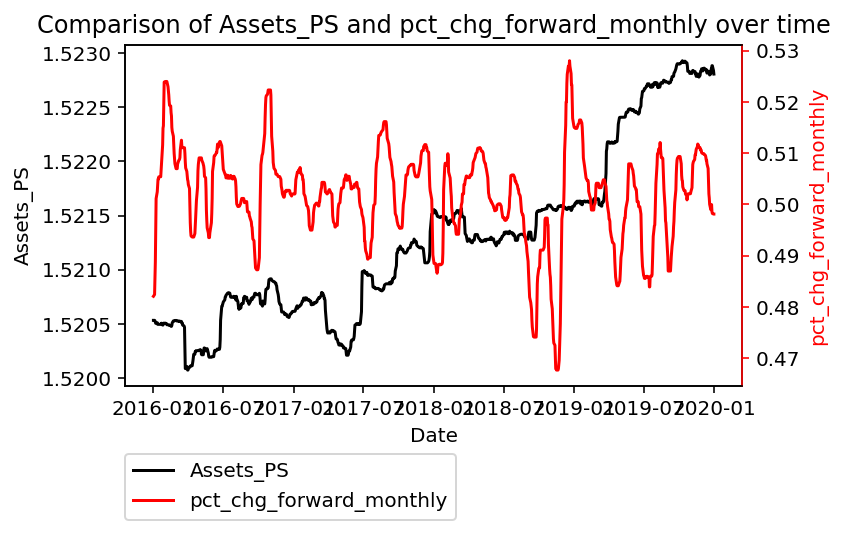 Comparison of Assets_PS and pct_chg_forward_monthly over time
1.5230
1.5225
1.5220
1.5215
1.5210
1.5205
1.5200
Assets_PS
0.53
0.52
0.51
0.50
0.49
0.48
0.47
pct_chg_forward_monthly
2016-01 2016-07 2017-01 2017-07 2018-01 2018-07 2019-01 2019-07 2020-01
Date
Assets_PS
pct_chg_forward_monthly